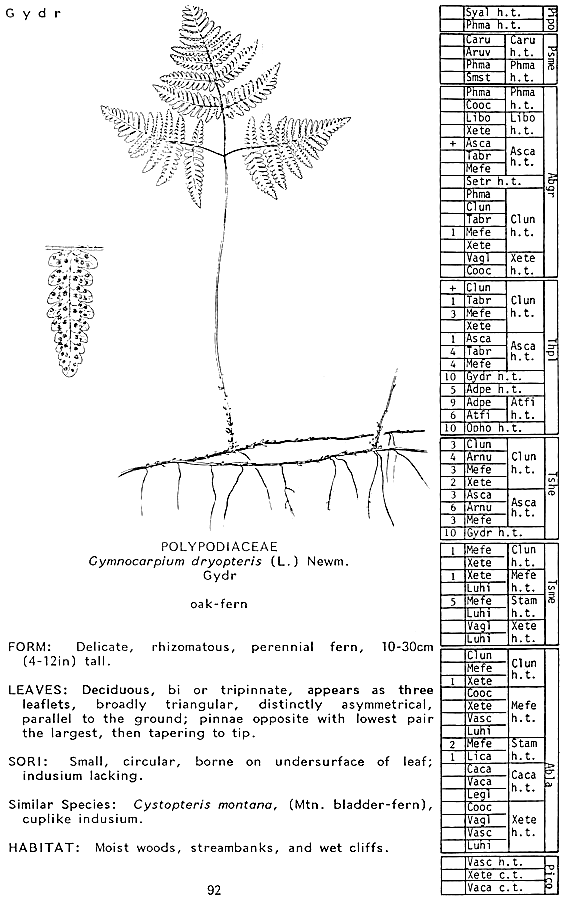 Gydr
POLYPODIACEAE
Gymnocarpium dryopteris (L.) Newm.
Gydr
oak-fern
FORM: Delicate, rhizomatous, perennial fern, 10-30cm
(4-12in) tall.
LEAVES: Deciduous, bi or tripinnate, appears as three
leaflets, broadly triangular, distinctly asymmetrical,
parallel to the ground; pinnae opposite with lowest pair
the largest, then tapering to tip.
SORI: Small, circular, borne on undersurface of leaf;
indusium lacking.
Similar Species: Cystopteris montana, (Mtn. bladder-fern),
cuplike indusium.
HABITAT: Moist woods, streambanks, and wet cliffs.
92
Pipo
Syal h.t.
Phma h.t.
Psme
Caru Caru
Aruv h.t.
Phma Phma
Smst h.t.
Abgr
Phma Phma
Cooc h.t.
Libo Libo
Xete h.t.
+ Asca Asca
Tabr h.t.
Mefe
Setr h.t.
Phma
Clun
Tabr Clun
1 Mefe h.t.
Xete
Vagl Xete
Cooc h.t.
Thpl
+ Clun
1 Tabr Clun
3 Mefe h.t.
Xete
1 Asca Asca
4 Tabr h.t.
4 Mefe
10 Gydr h.t.
5 Adpe h.t.
9 Adpe Atfi
6 Atfi h.t.
10 Opho h.t.
Tshe
3 Clun
4 Arnu Clun
3 Mefe h.t.
2 Xete
3 Asca Asca
6 Arnu h.t.
3 Mefe
10 Gydr h.t.
Tsme
1 Mefe Clun
Xete h.t.
1 Xete Mefe
Luhi h.t.
5 Mefe Stam
Luhi h.t.
Vagl Xete
Luhi h.t.
Abla
Clun
Mefe Clun
1 Xete h.t.
Cooc
Xete Mefe
Vasc h.t.
Luhi
2 Mefe Stam
1 Lica h.t.
Caca Caca
Vaca h.t.
Legl
Cooc
Vagl Xete
Vasc h.t.
Luhi
Pico
Vasc h.t.
Xete c.t.
Vaca c.t.